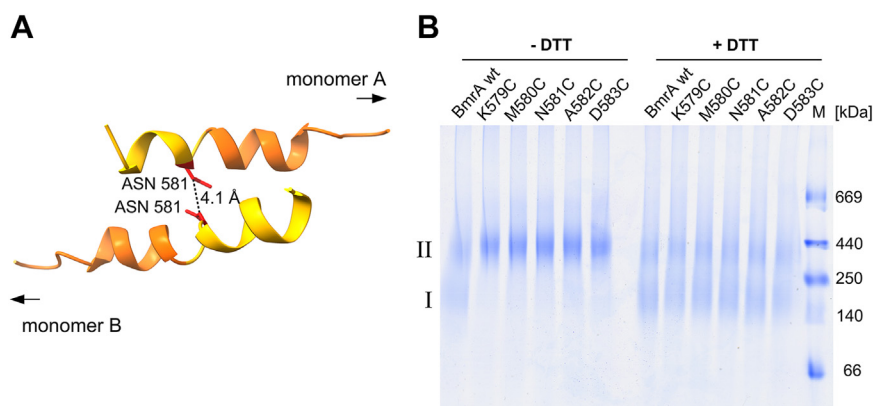 A
monomer A
ASN 581
4.1 Å
ASN 581
monomer B
B
- DTT
+ DTT
BmrA wt
K579C
M580C
N581C
A582C
D583C
BmrA wt
K579C
M580C
N581C
A582C
D583C
M
[kDa]
669
II
440
250
I
140
66